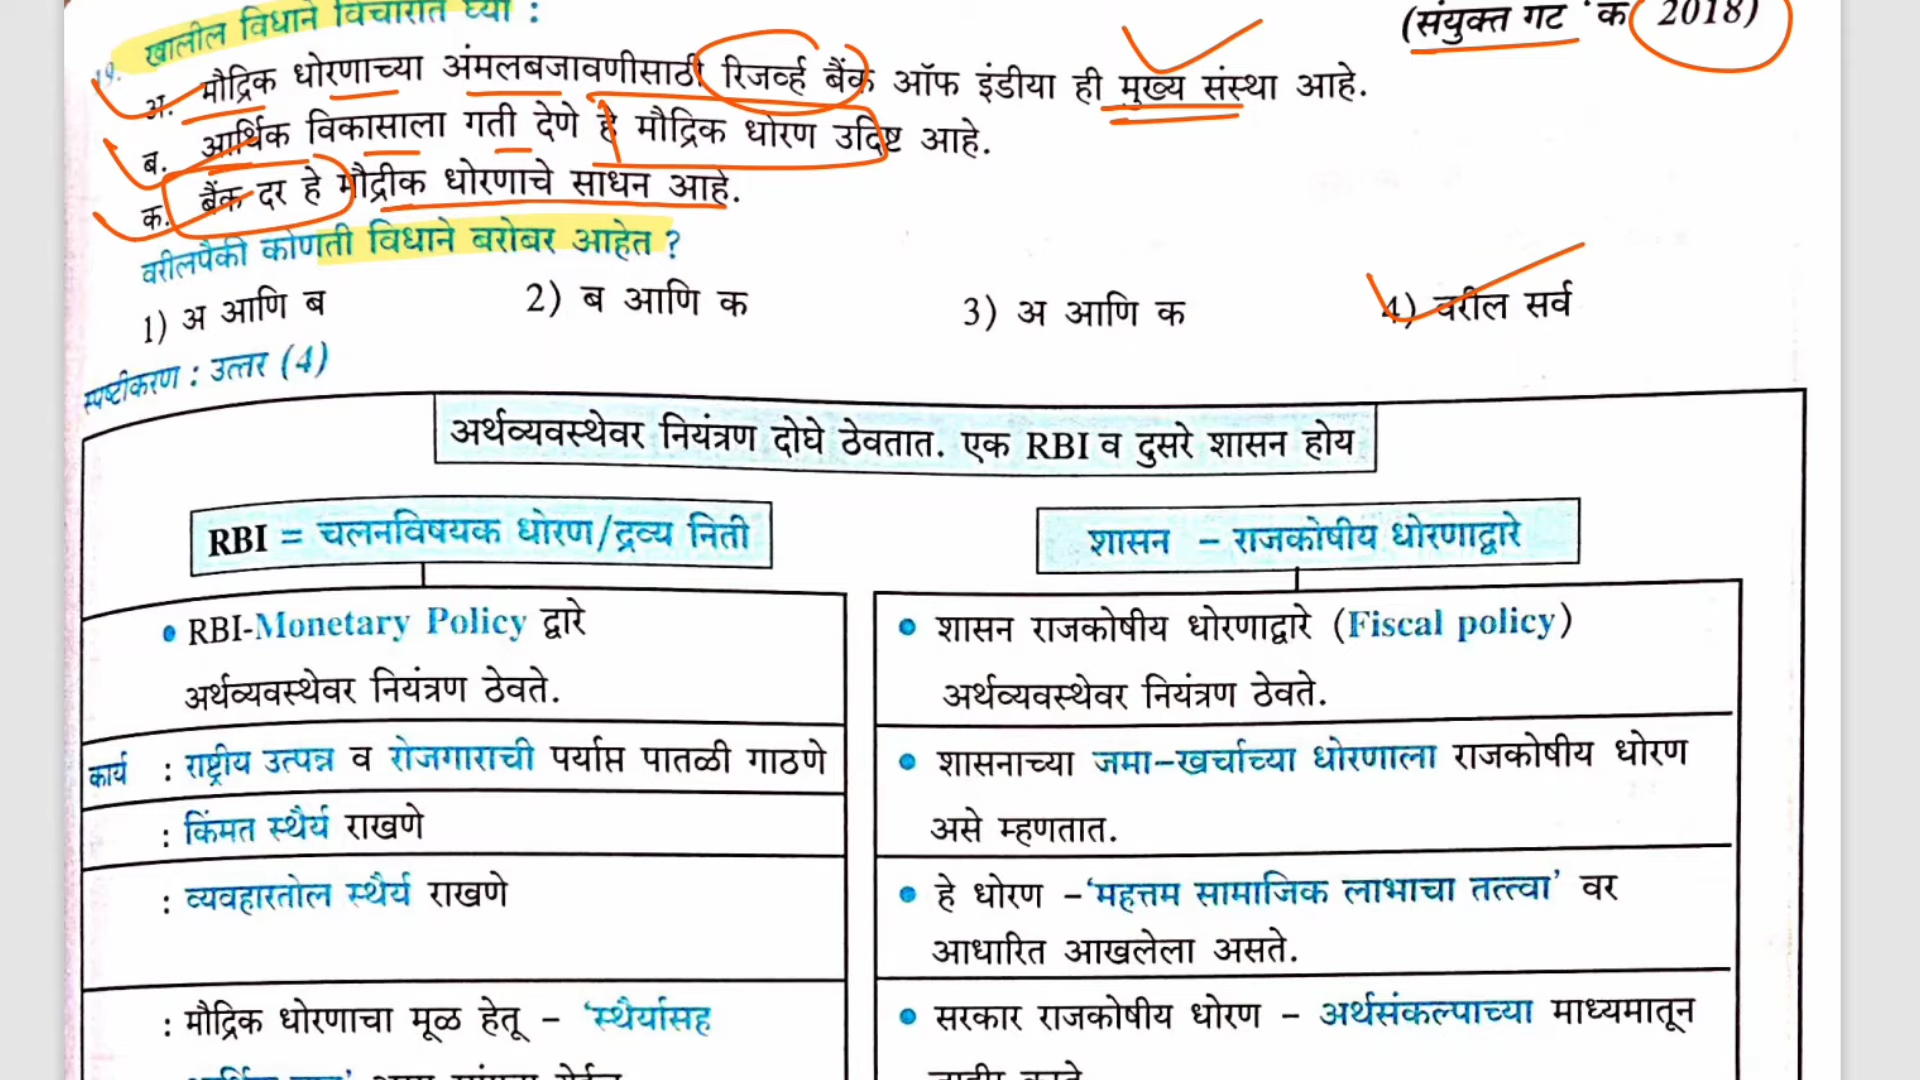 खालील विधाने विचारात घ्या :
(संयुक्त गट 'क 2018)
19.
अ. मौद्रिक धोरणाच्या अंमलबजावणीसाठी रिजर्व्ह बैंक ऑफ इंडीया ही मुख्य संस्था आहे.
ब. आर्थिक विकासाला गती देणे हे मौद्रिक धोरण उदिष्ट आहे.
क. बैंक दर हे मौद्रीक धोरणाचे साधन आहे.
वरीलपैकी कोणती विधाने बरोबर आहेत ?
1) अ आणि ब 2) ब आणि क 3) अ आणि क 4) वरील सर्व
स्पष्टीकरण : उत्तर (4)
अर्थव्यवस्थेवर नियंत्रण दोघे ठेवतात. एक RBI व दुसरे शासन होय
RBI = चलनविषयक धोरण/द्रव्य निती
• RBI-Monetary Policy द्वारे
अर्थव्यवस्थेवर नियंत्रण ठेवते.
कार्य : राष्ट्रीय उत्पन्न व रोजगाराची पर्याप्त पातळी गाठणे
: किंमत स्थैर्य राखणे
: व्यवहारतोल स्थैर्य राखणे
: मौद्रिक धोरणाचा मूळ हेतू – 'स्थैर्यासह
शासन – राजकोषीय धोरणाद्वारे
• शासन राजकोषीय धोरणाद्वारे (Fiscal policy)
अर्थव्यवस्थेवर नियंत्रण ठेवते.
• शासनाच्या जमा-खर्चाच्या धोरणाला राजकोषीय धोरण
असे म्हणतात.
• हे धोरण –'महत्तम सामाजिक लाभाचा तत्त्वा' वर
आधारित आखलेला असते.
• सरकार राजकोषीय धोरण – अर्थसंकल्पाच्या माध्यमातून